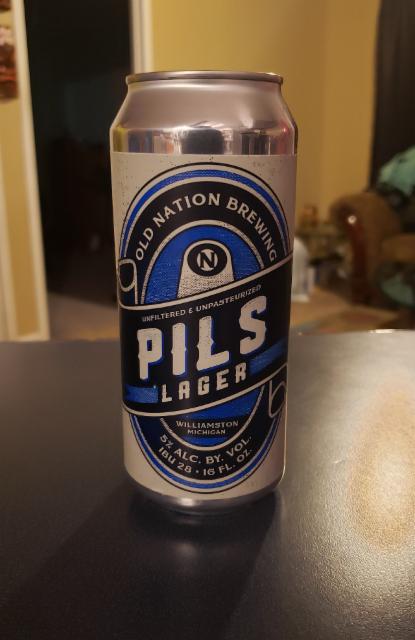 OLD NATION BREWING
N
UNFILTERED & UNPASTEURIZED
PILS
LAGER
WILLIAMSTON
MICHIGAN
5% ALC. BY. VOL.
IBU 28 • 16 FL. OZ.